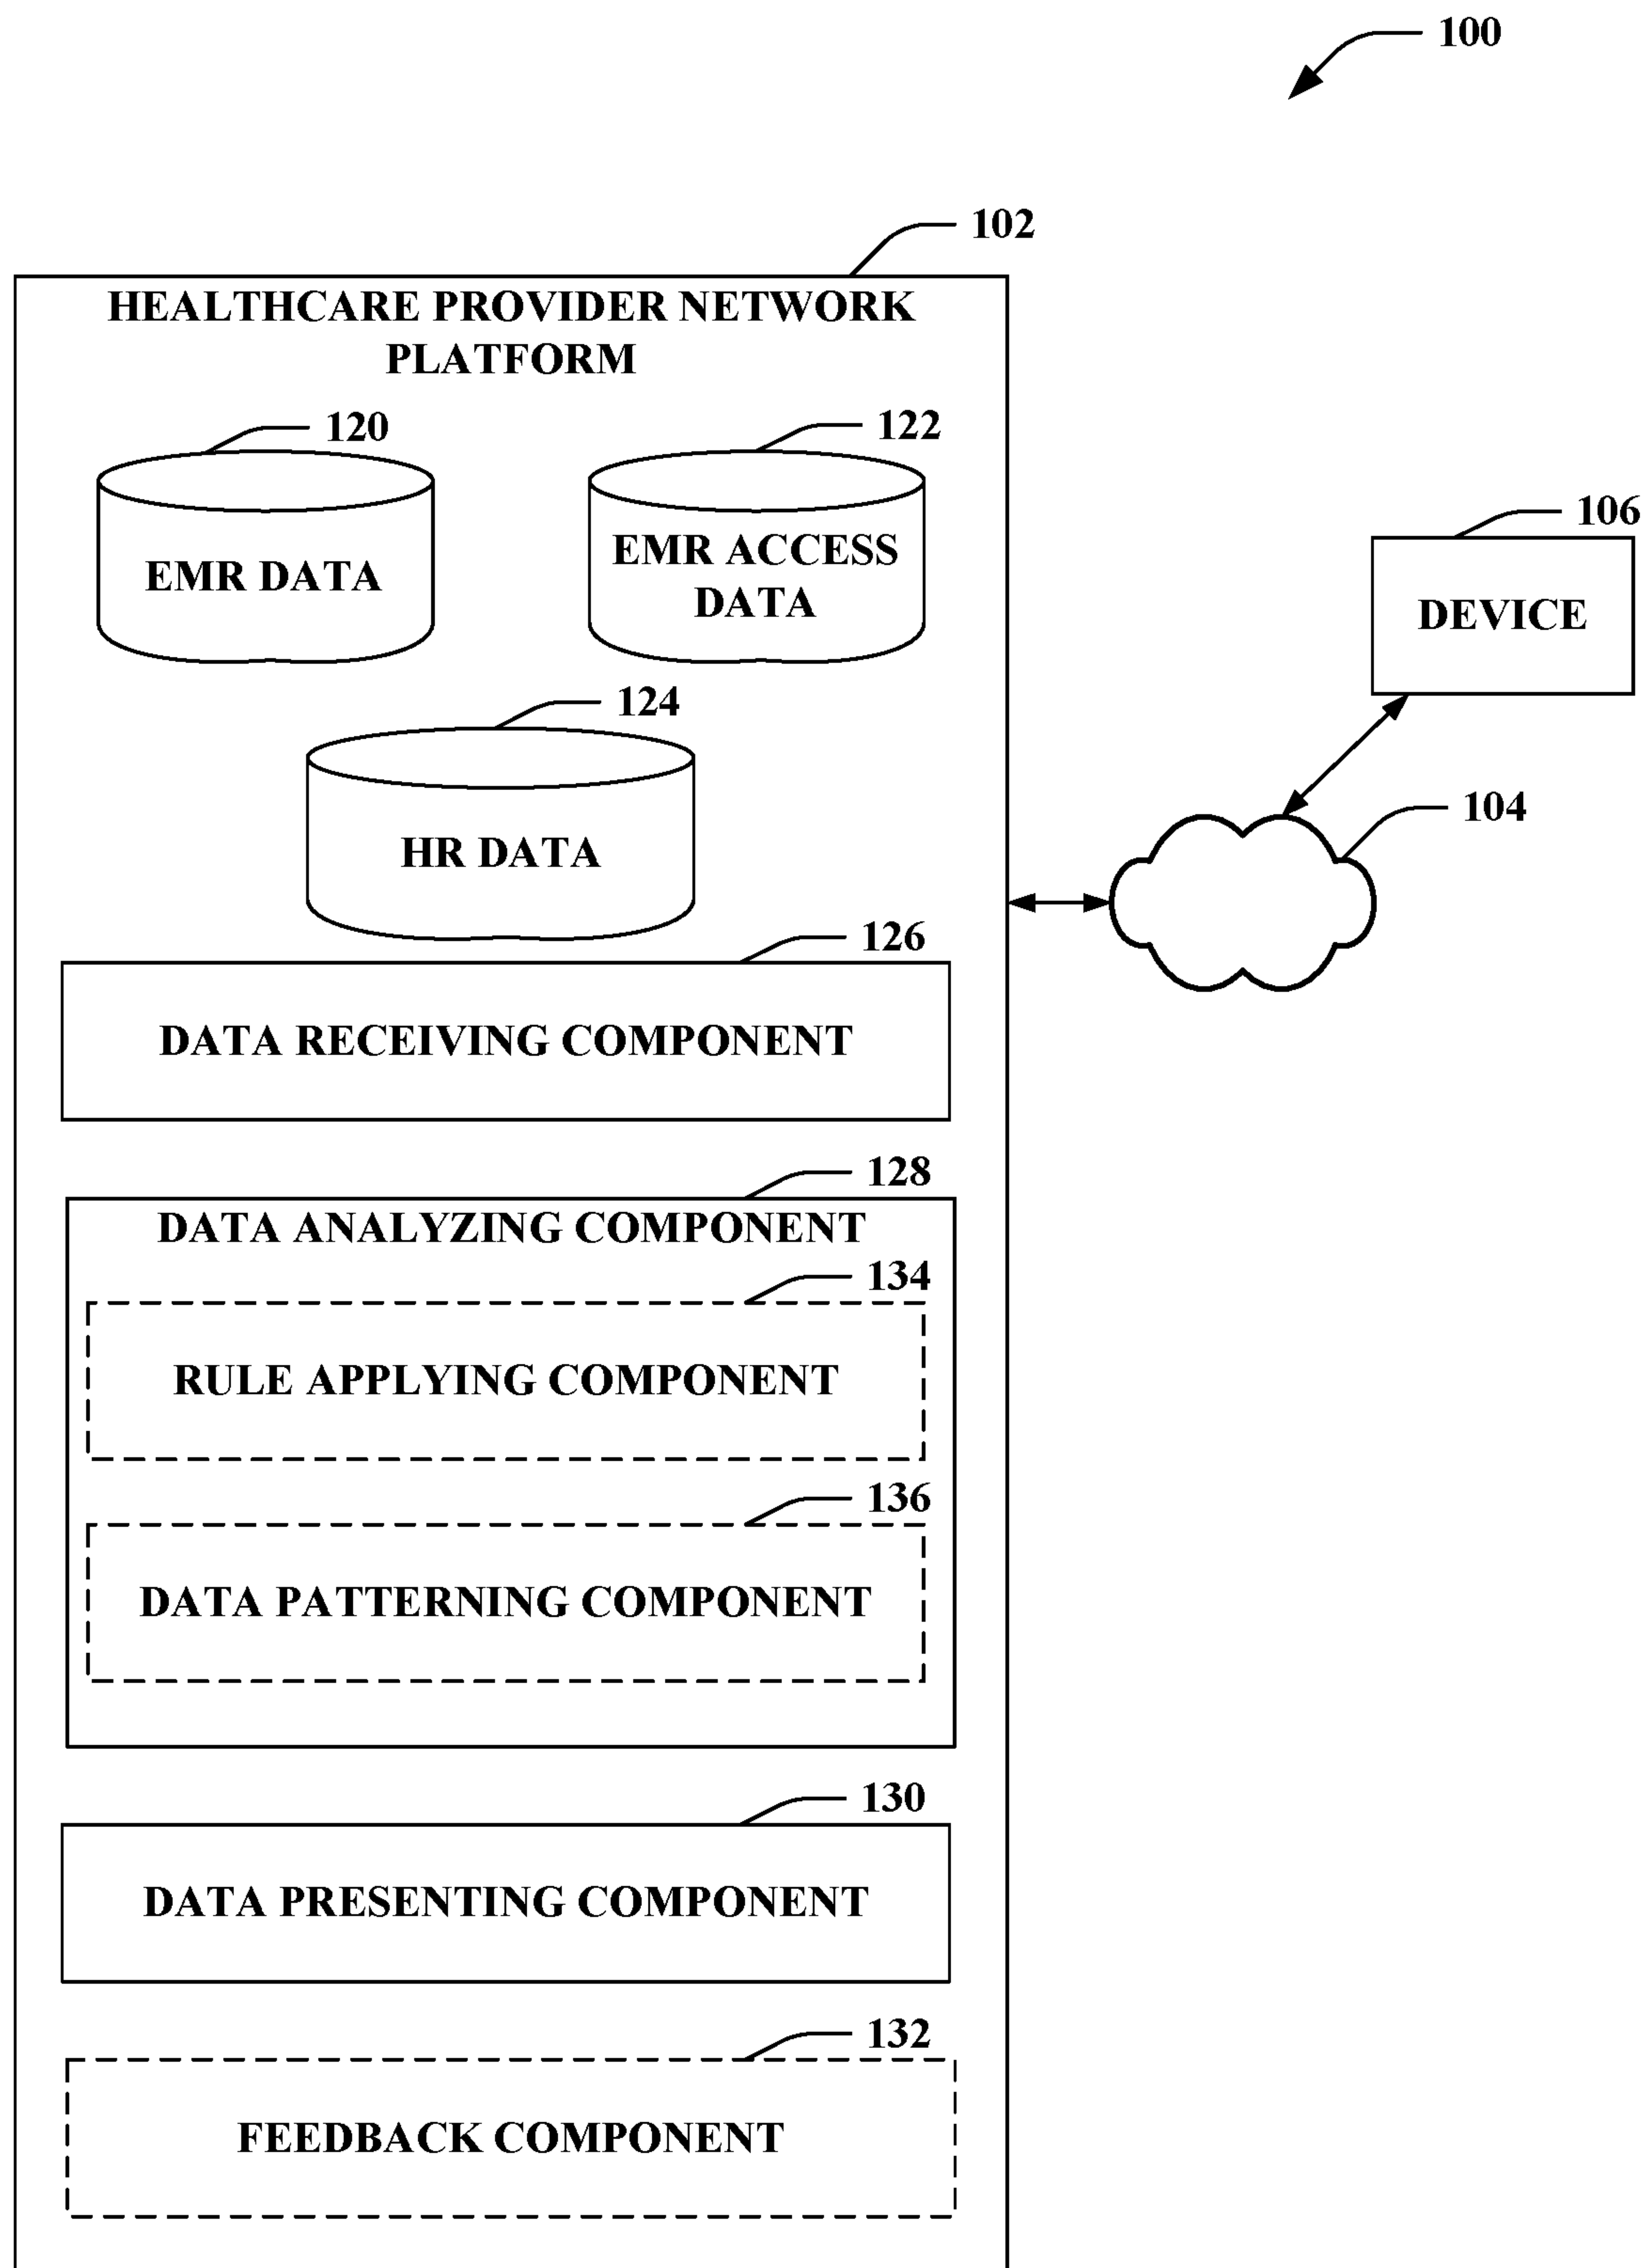 100
102
HEALTHCARE PROVIDER NETWORK
PLATFORM
120
122
EMR DATA
EMR ACCESS
DATA
106
DEVICE
124
HR DATA
104
126
DATA RECEIVING COMPONENT
128
DATA ANALYZING COMPONENT
134
RULE APPLYING COMPONENT
136
DATA PATTERNING COMPONENT
130
DATA PRESENTING COMPONENT
132
FEEDBACK COMPONENT